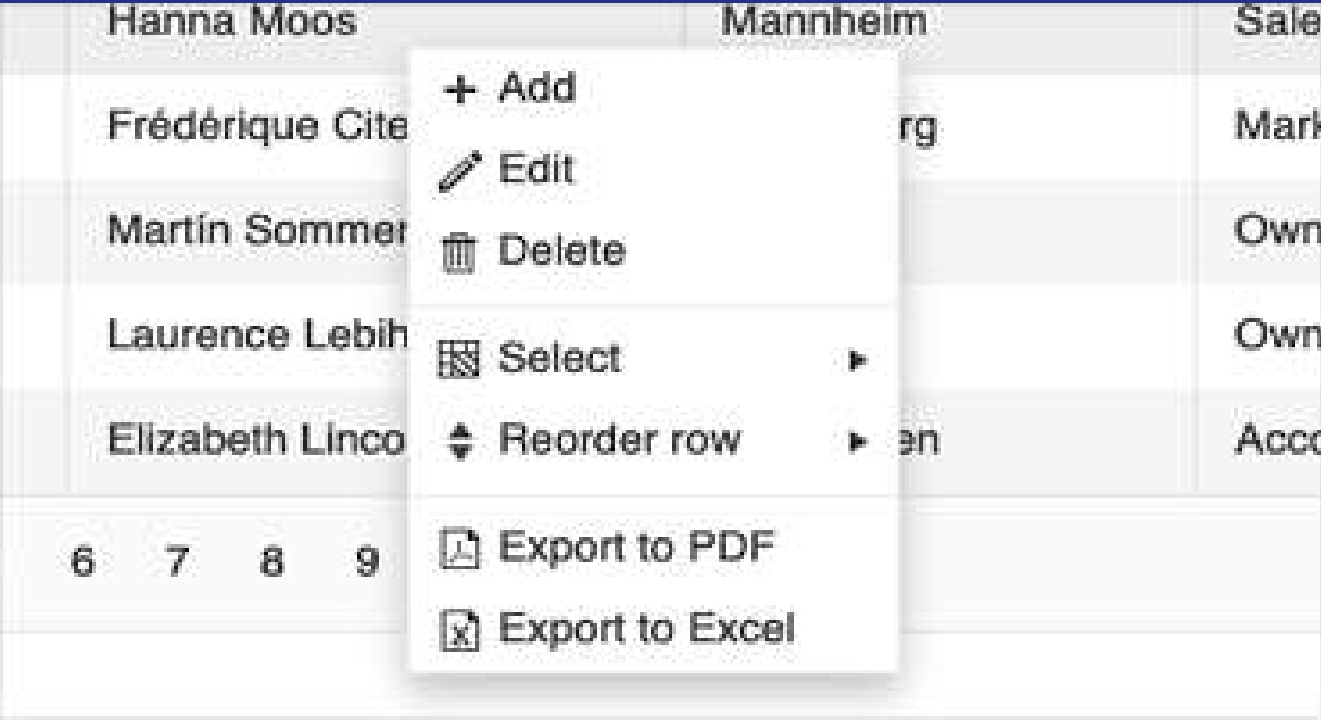 Hanna Moos Mannheim Sale
Add
Frédérique Cite rg Mark
Edit
Martín Sommer Own
Delete
Laurence Lebih Own
Select
Elizabeth Linco Reorder row en Acco
Export to PDF
6 7 8 9
Export to Excel